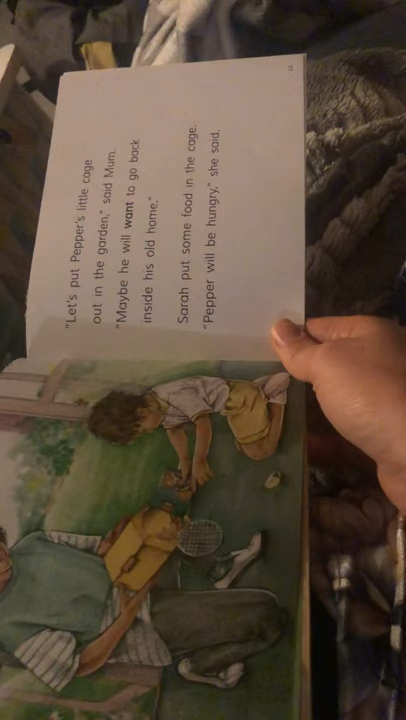 "Let's put Pepper's little cage
out in the garden," said Mum.
"Maybe he will want to go back
inside his old home."
Sarah put some food in the cage.
"Pepper will be hungry," she said.